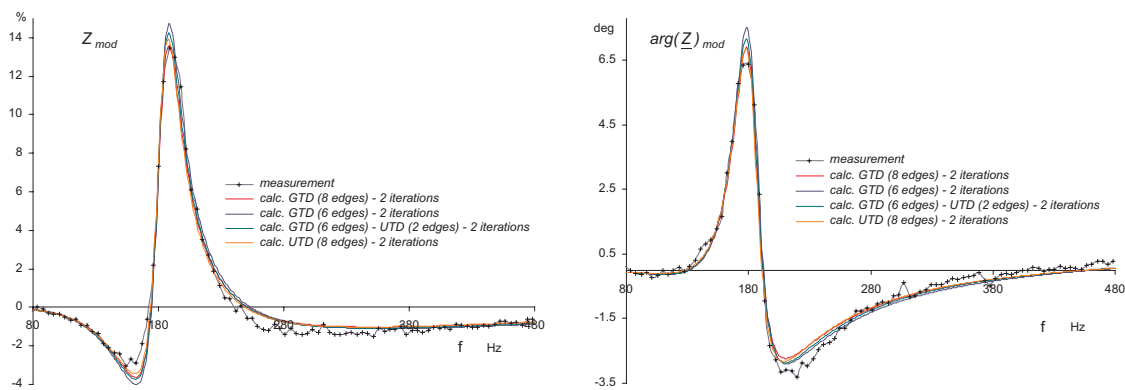 %
14
12
10
8
6
4
2
0
-2
-4
80
180
280
380
480
Z mod
measurement
calc. GTD (8 edges) - 2 iterations
calc. GTD (6 edges) - 2 iterations
calc. GTD (6 edges) - UTD (2 edges) - 2 iterations
calc. UTD (8 edges) - 2 iterations
f Hz
deg
6.5
4.5
2.5
0.5
-1.5
-3.5
80
180
280
380
480
arg(Z) mod
measurement
calc. GTD (8 edges) - 2 iterations
calc. GTD (6 edges) - 2 iterations
calc. GTD (6 edges) - UTD (2 edges) - 2 iterations
calc. UTD (8 edges) - 2 iterations
f Hz